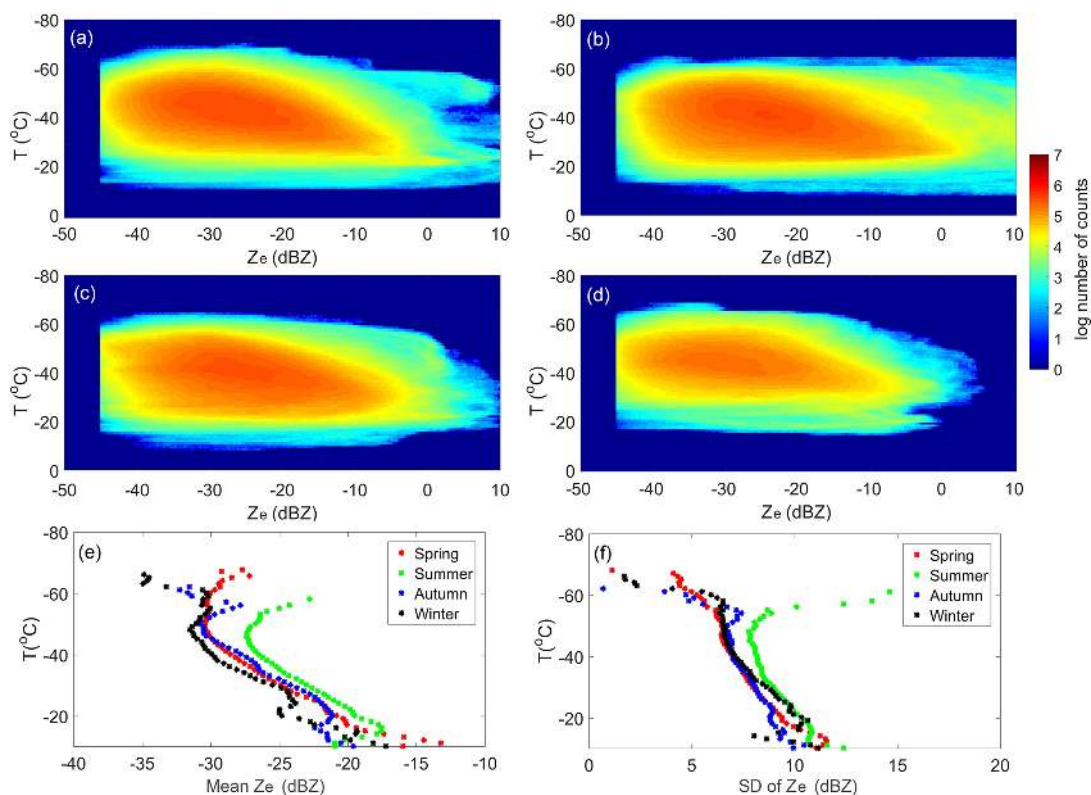 (a)
-80
-60
-40
-20
0
T (°C)
-50 -40 -30 -20 -10 0 10
Ze (dBZ)
(b)
-80
-60
-40
-20
0
T (°C)
-50 -40 -30 -20 -10 0 10
Ze (dBZ)
(c)
-80
-60
-40
-20
0
T (°C)
-50 -40 -30 -20 -10 0 10
Ze (dBZ)
(d)
-80
-60
-40
-20
0
T (°C)
-50 -40 -30 -20 -10 0 10
Ze (dBZ)
7
6
5
4
3
2
1
0
log number of counts
(e)
-80
-60
-40
-20
T(°C)
Spring
Summer
Autumn
Winter
-40 -35 -30 -25 -20 -15 -10
Mean Ze (dBZ)
(f)
-80
-60
-40
-20
T(°C)
Spring
Summer
Autumn
Winter
0 5 10 15 20
SD of Ze (dBZ)